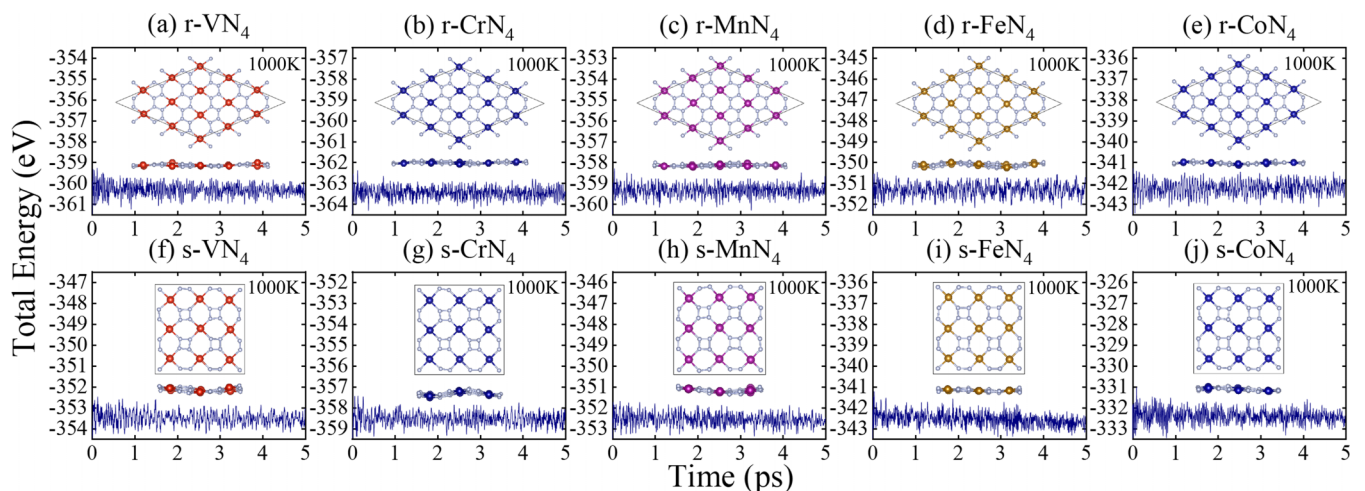 (a) r-VN4
(b) r-CrN4
(c) r-MnN4
(d) r-FeN4
(e) r-CoN4
Total Energy (eV)
-354
-355
-356
-357
-358
-359
-360
-361
1000K
0 1 2 3 4 5
-357
-358
-359
-360
-361
-362
-363
-364
1000K
0 1 2 3 4 5
-353
-354
-355
-356
-357
-358
-359
-360
1000K
0 1 2 3 4 5
-345
-346
-347
-348
-349
-350
-351
-352
1000K
0 1 2 3 4 5
-336
-337
-338
-339
-340
-341
-342
-343
1000K
0 1 2 3 4 5
(f) s-VN4
(g) s-CrN4
(h) s-MnN4
(i) s-FeN4
(j) s-CoN4
-347
-348
-349
-350
-351
-352
-353
-354
1000K
0 1 2 3 4 5
-352
-353
-354
-355
-356
-357
-358
-359
1000K
0 1 2 3 4 5
-346
-347
-348
-349
-350
-351
-352
-353
1000K
0 1 2 3 4 5
-336
-337
-338
-339
-340
-341
-342
-343
1000K
0 1 2 3 4 5
-326
-327
-328
-329
-330
-331
-332
-333
1000K
0 1 2 3 4 5
Time (ps)